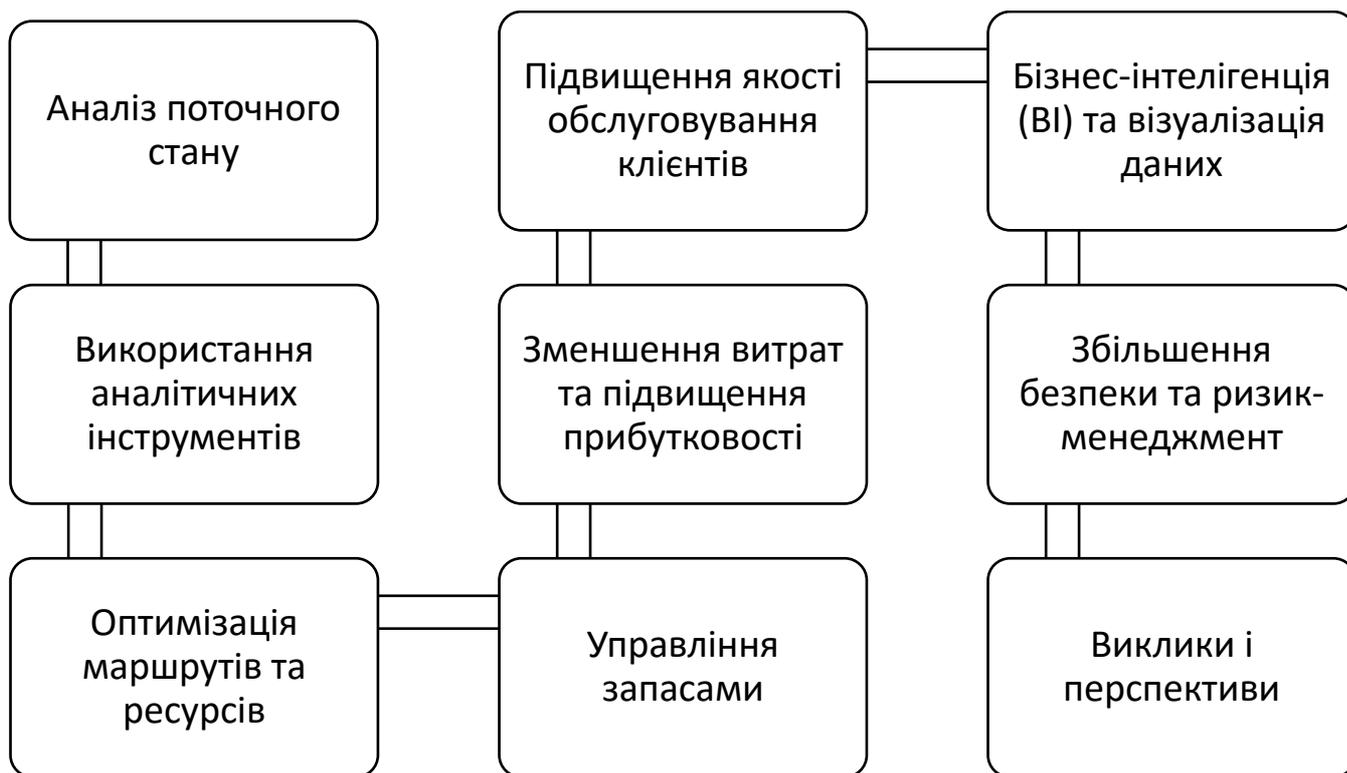 Аналіз поточного
стану
Використання
аналітичних
інструментів
Оптимізація
маршрутів та
ресурсів
Управління
запасами
Зменшення витрат
та підвищення
прибутковості
Підвищення якості
обслуговування
клієнтів
Бізнес-інтелігенція
(BI) та візуалізація
даних
Збільшення
безпеки та ризик-
менеджмент
Виклики і
перспективи